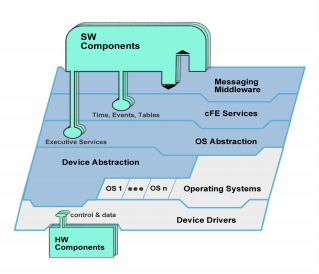 SW
Components
Messaging
Middleware
Time, Events, Tables
cFE Services
Executive Services
OS Abstraction
Device Abstraction
OS 1 ●●● OS n
Operating Systems
control & data
Device Drivers
HW
Components